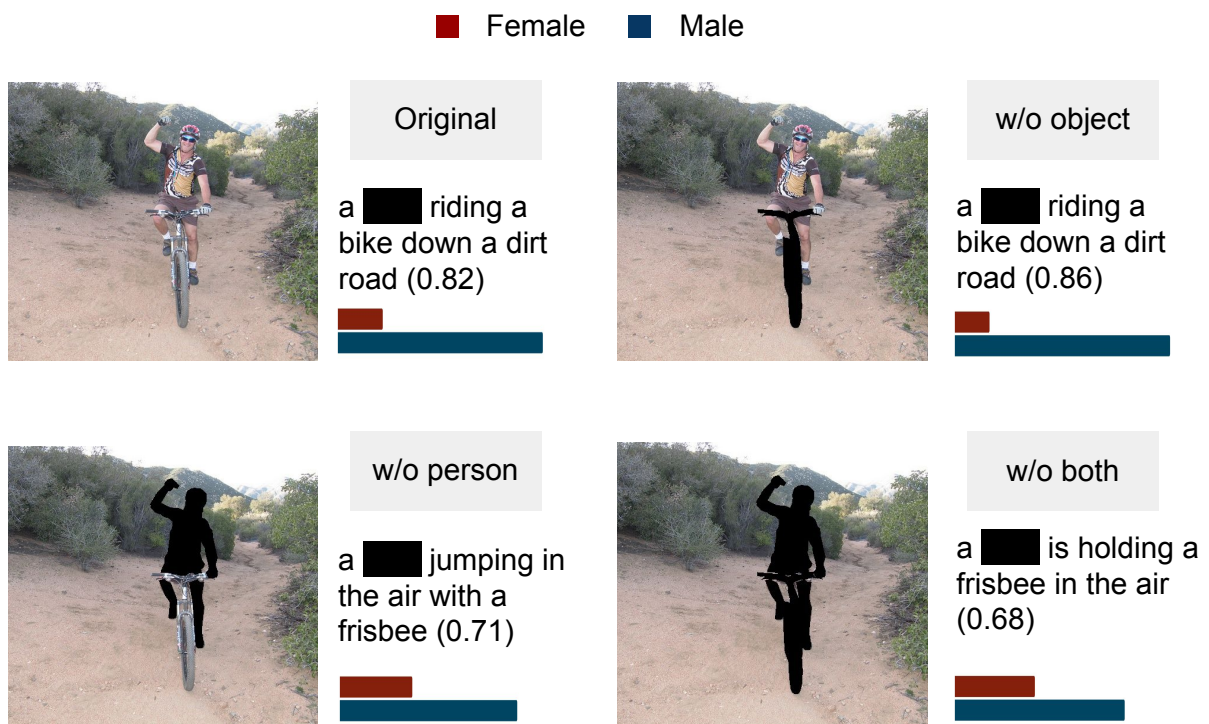 Female Male
Original
a riding a
bike down a dirt
road (0.82)
w/o object
a riding a
bike down a dirt
road (0.86)
w/o person
a jumping in
the air with a
frisbee (0.71)
w/o both
a is holding a
frisbee in the air
(0.68)